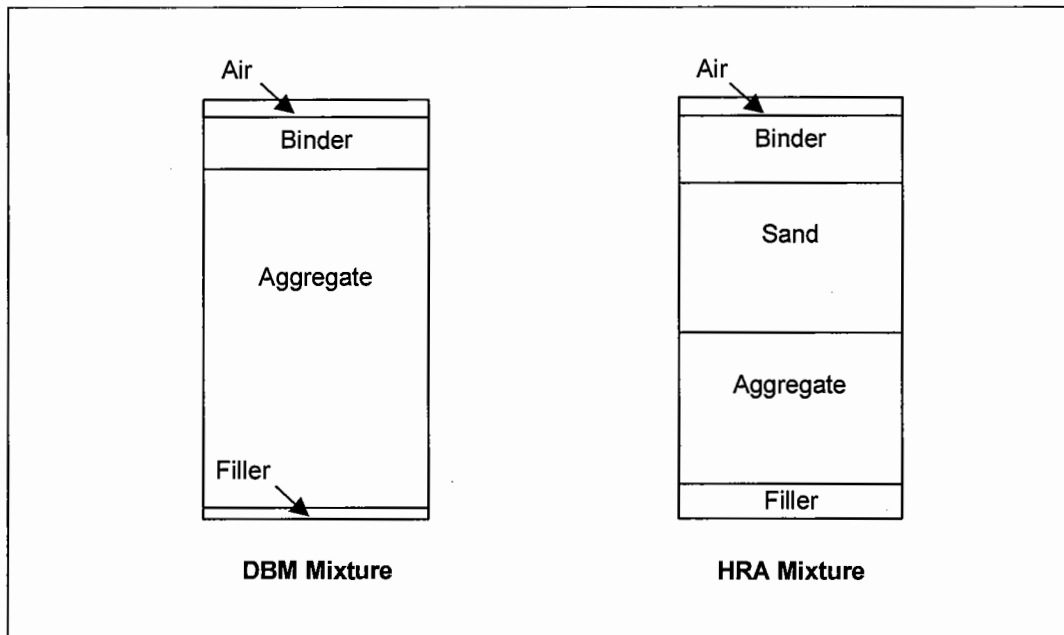 Air
Binder
Aggregate
Filler
DBM Mixture
Air
Binder
Sand
Aggregate
Filler
HRA Mixture